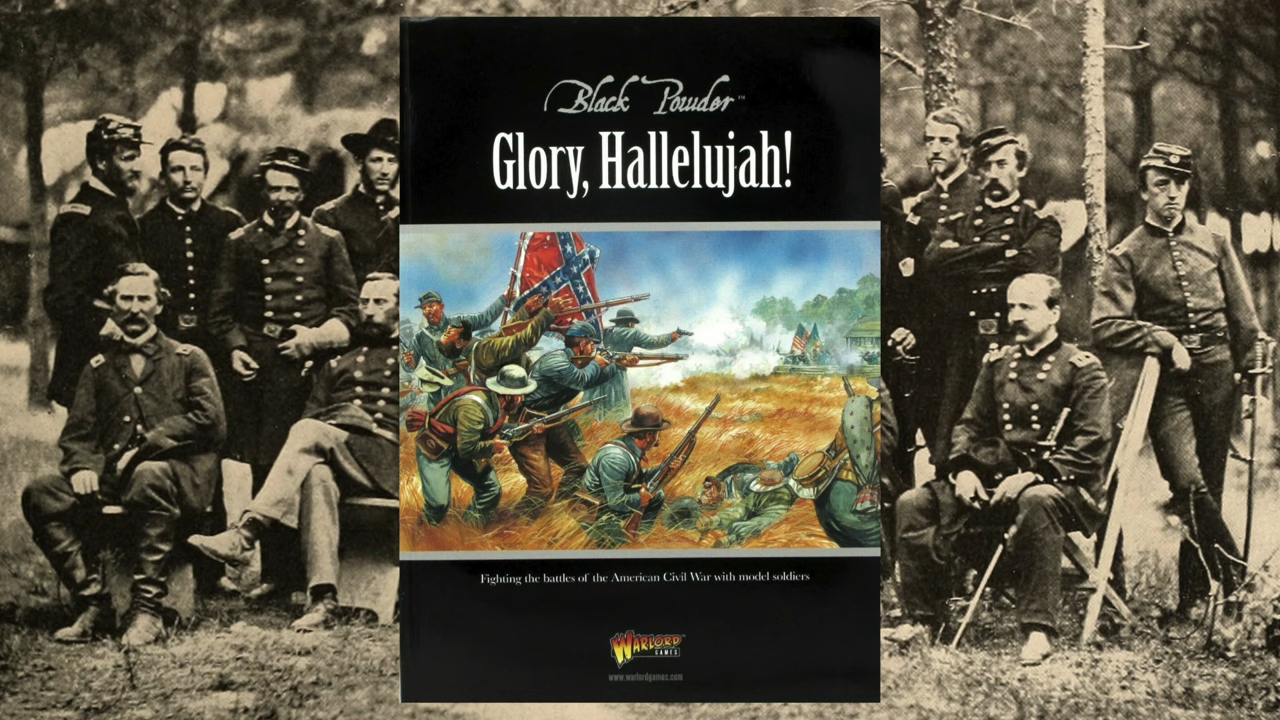 Black Powder™
Glory, Hallelujah!
Fighting the battles of the American Civil War with model soldiers
WARLORD
GAMES
www.warlordgames.com